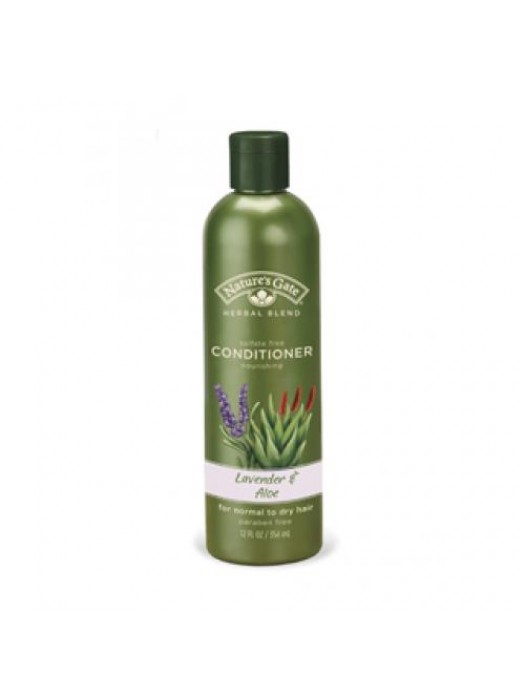 Nature's Gate
HERBAL BLEND
sulfate free
CONDITIONER
nourishing
Lavender &
Aloe
for normal to dry hair
paraben free
12 FL OZ / 354 mL